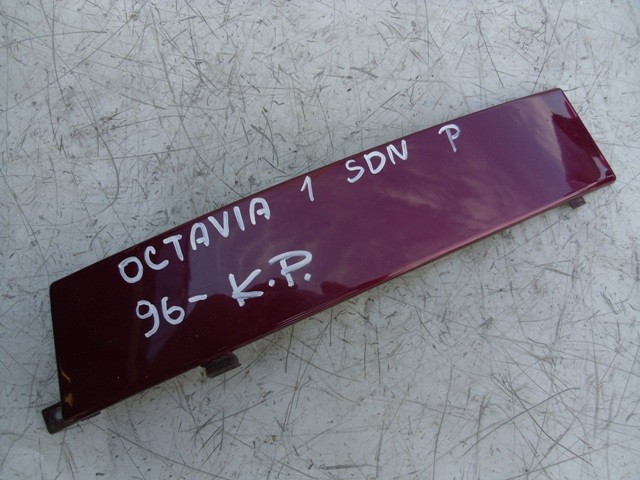 OCTAVIA 1 SDN P
96- K.P.